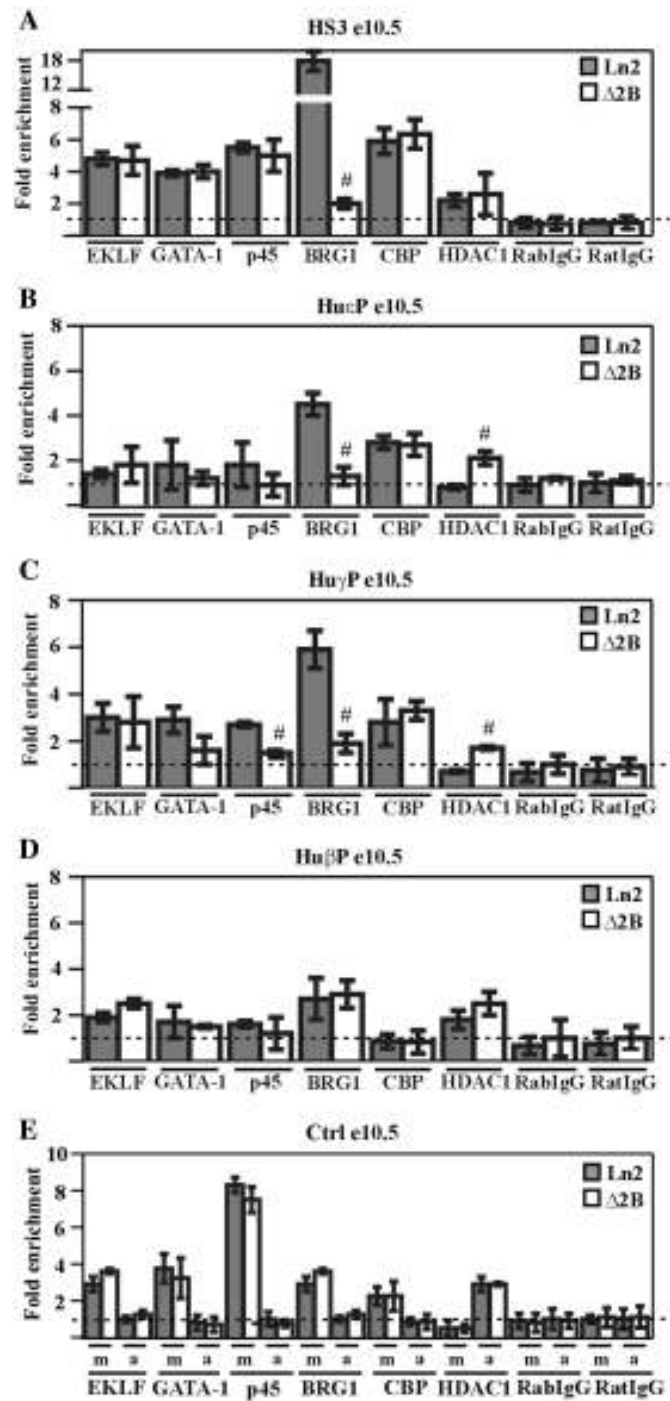 A
HS3 e10.5
Fold enrichment
18
12
8
6
4
2
Ln2
Δ2B
#
EKLF GATA-1 p45 BRG1 CBP HDAC1 RabIgG RatIgG
B
HuεP e10.5
Fold enrichment
8
6
4
2
Ln2
Δ2B
# #
EKLF GATA-1 p45 BRG1 CBP HDAC1 RabIgG RatIgG
C
HuγP e10.5
Fold enrichment
8
6
4
2
Ln2
Δ2B
# # #
EKLF GATA-1 p45 BRG1 CBP HDAC1 RabIgG RatIgG
D
HuβP e10.5
Fold enrichment
8
6
4
2
Ln2
Δ2B
EKLF GATA-1 p45 BRG1 CBP HDAC1 RabIgG RatIgG
E
Ctrl e10.5
Fold enrichment
10
8
6
4
2
Ln2
Δ2B
m a m a m a m a m a m a m a m a
EKLF GATA-1 p45 BRG1 CBP HDAC1 RabIgG RatIgG